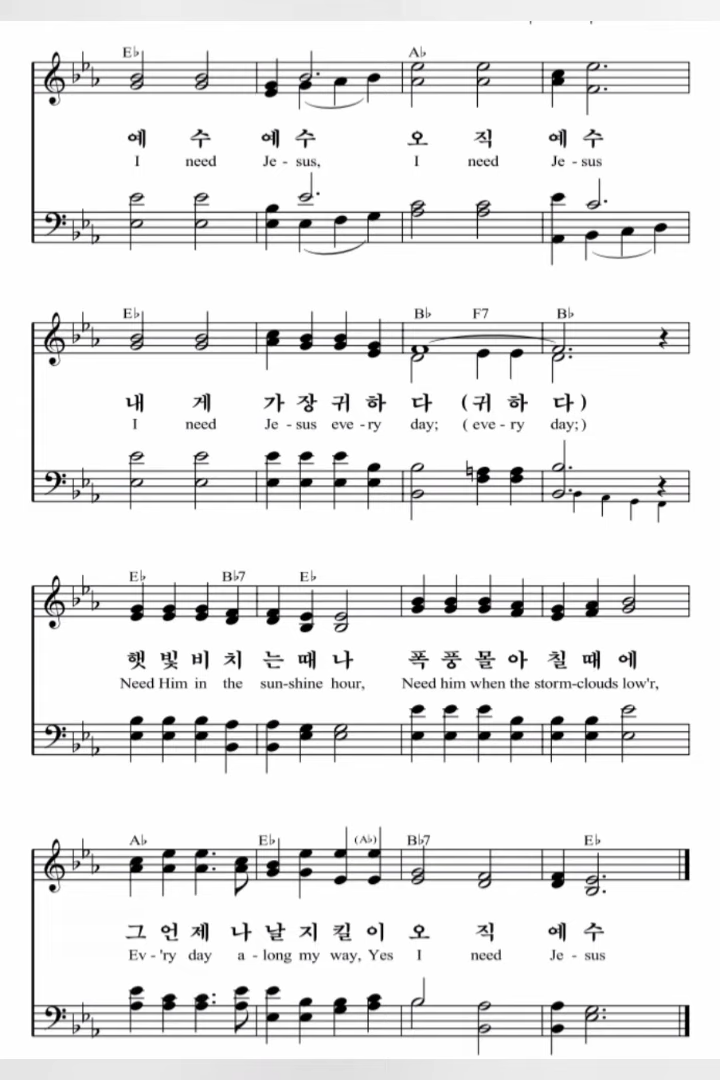 E♭ A♭
예 수 예 수 오 직 예 수
I need Je - sus, I need Je - sus
E♭ B♭ F7 B♭
내 게 가 장 귀 하 다 (귀 하 다)
I need Je - sus eve - ry day; ( eve - ry day;)
E♭ B♭7 E♭
햇 빛 비 치 는 때 나 폭 풍 몰 아 칠 때 에
Need Him in the sun-shine hour, Need him when the storm-clouds low'r,
A♭ E♭ (A♭) B♭7 E♭
그 언 제 나 날 지 킬 이 오 직 예 수
Ev - 'ry day a - long my way, Yes I need Je - sus